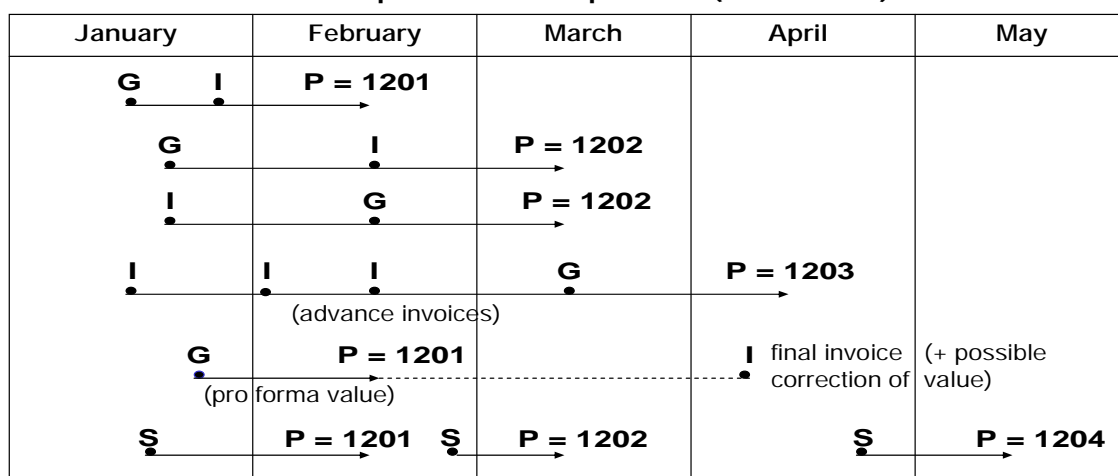 January February March April May
G I P = 1201
G I P = 1202
I G P = 1202
I I I G P = 1203
(advance invoices)
G P = 1201 I final invoice (+ possible
(pro forma value) correction of value)
S P = 1201 S P = 1202 S P = 1204